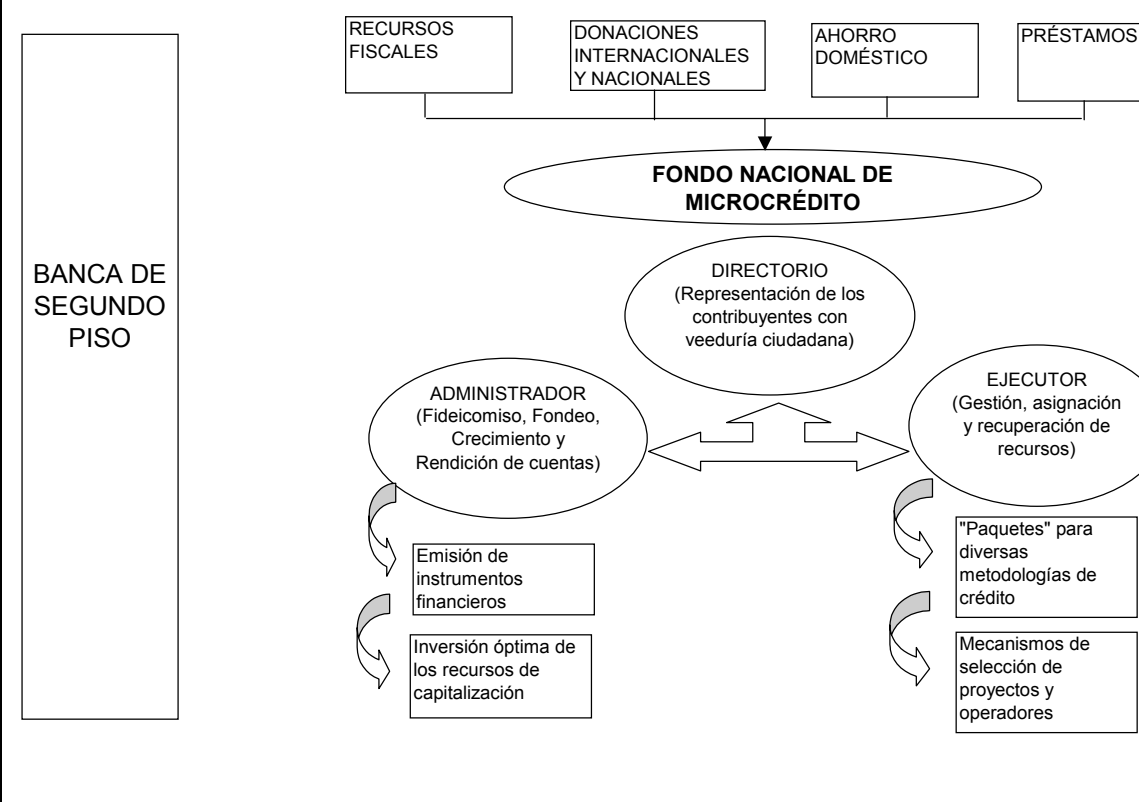 RECURSOS
FISCALES
DONACIONES
INTERNACIONALES
Y NACIONALES
AHORRO
DOMÉSTICO
PRÉSTAMOS
FONDO NACIONAL DE
MICROCRÉDITO
BANCA DE
SEGUNDO
PISO
DIRECTORIO
(Representación de los
contribuyentes con
veeduría ciudadana)
ADMINISTRADOR
(Fideicomiso, Fondeo,
Crecimiento y
Rendición de cuentas)
EJECUTOR
(Gestión, asignación
y recuperación de
recursos)
Emisión de
instrumentos
financieros
Inversión óptima de
los recursos de
capitalización
"Paquetes" para
diversas
metodologías de
crédito
Mecanismos de
selección de
proyectos y
operadores